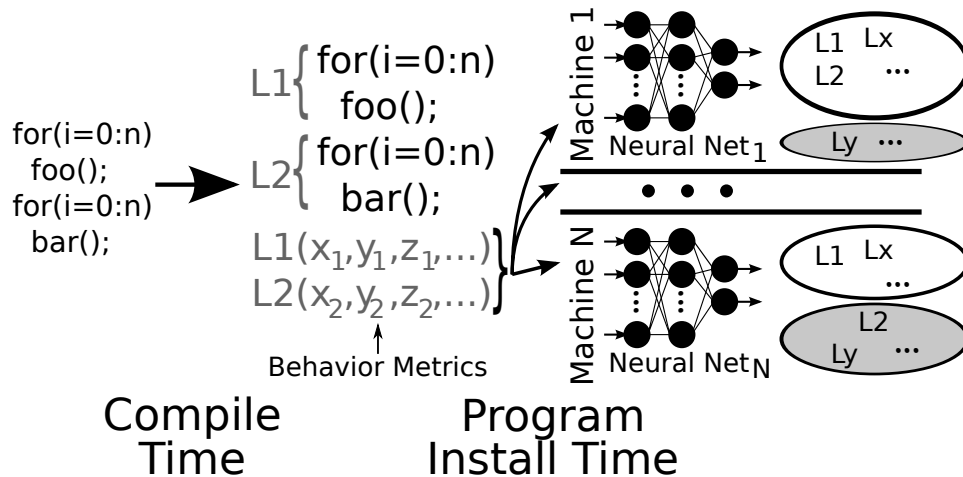 for(i=0:n)
foo();
for(i=0:n)
bar();
L1{ for(i=0:n)
foo();
L2{ for(i=0:n)
bar();
L1(x1,y1,z1,...)
L2(x2,y2,z2,...)
}
Behavior Metrics
Machine 1
Neural Net1
L1 Lx
L2 ...
Ly ...
Machine N
Neural NetN
L1 Lx
...
L2
Ly ...
Compile
Time
Program
Install Time